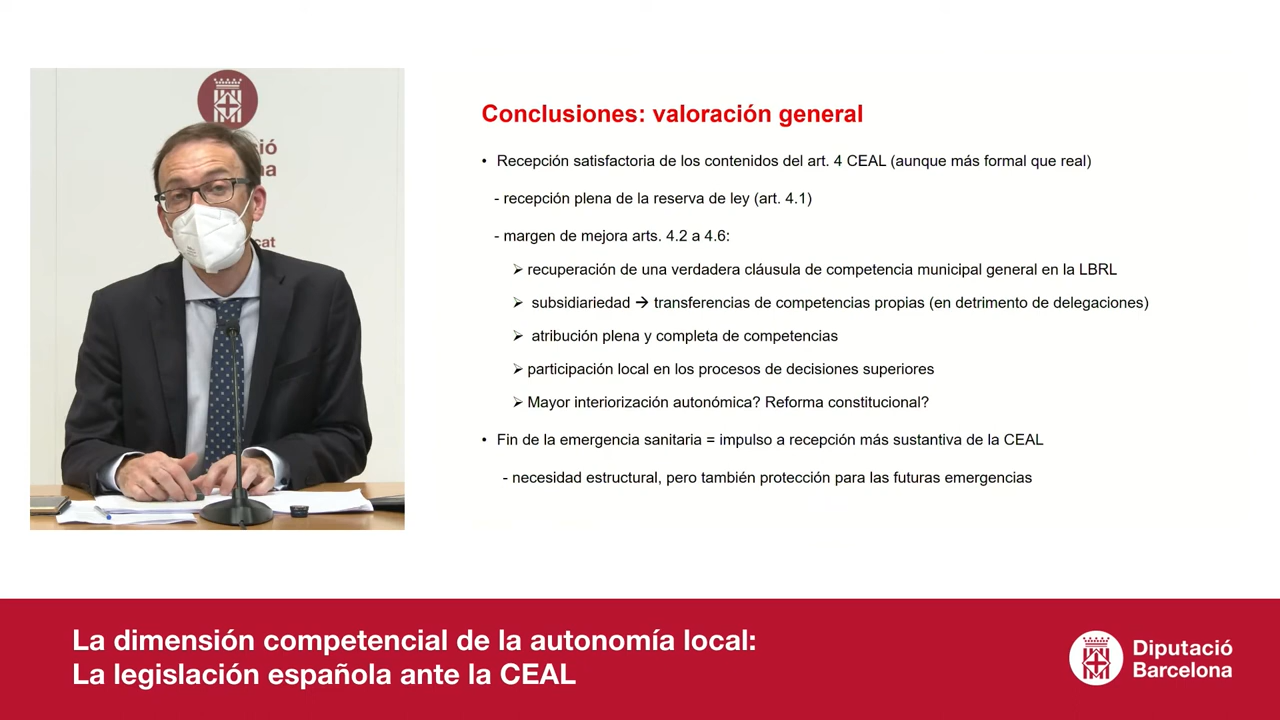 ció
na
cat
Conclusiones: valoración general
• Recepción satisfactoria de los contenidos del art. 4 CEAL (aunque más formal que real)
- recepción plena de la reserva de ley (art. 4.1)
- margen de mejora arts. 4.2 a 4.6:
➢ recuperación de una verdadera cláusula de competencia municipal general en la LBRL
➢ subsidiariedad → transferencias de competencias propias (en detrimento de delegaciones)
➢ atribución plena y completa de competencias
➢ participación local en los procesos de decisiones superiores
➢ Mayor interiorización autonómica? Reforma constitucional?
• Fin de la emergencia sanitaria = impulso a recepción más sustantiva de la CEAL
- necesidad estructural, pero también protección para las futuras emergencias
La dimensión competencial de la autonomía local:
La legislación española ante la CEAL
Diputació
Barcelona